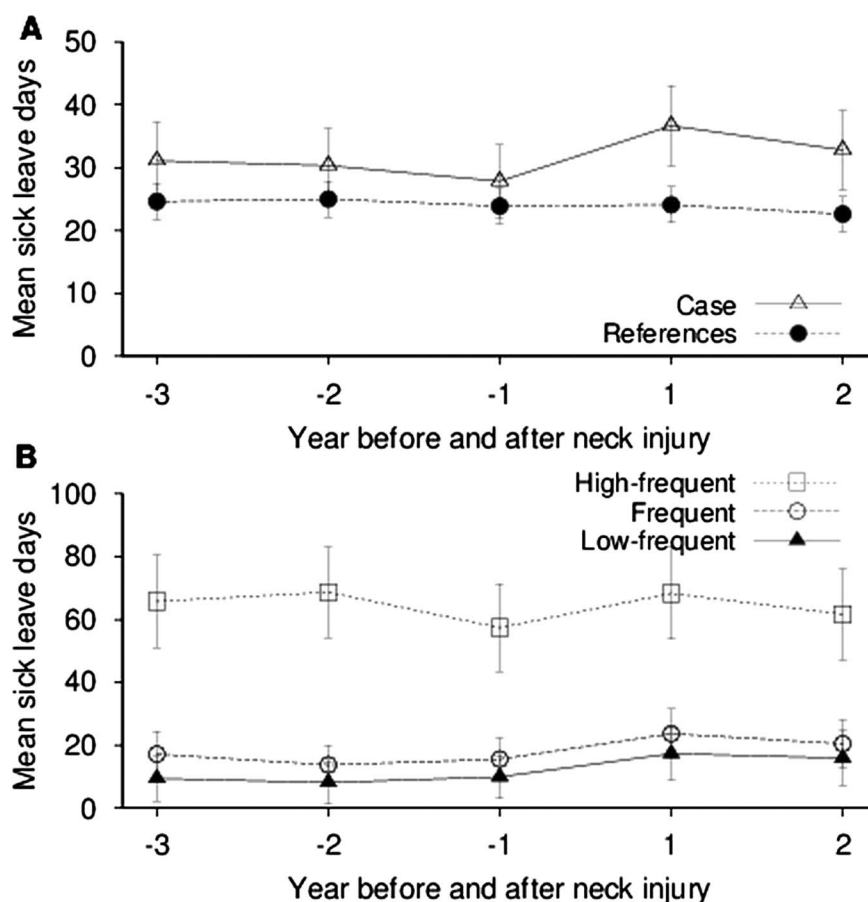 A
50
40
30
20
10
0
Mean sick leave days
Case
References
-3 -2 -1 1 2
Year before and after neck injury
B
100
80
60
40
20
0
Mean sick leave days
High-frequent
Frequent
Low-frequent
-3 -2 -1 1 2
Year before and after neck injury